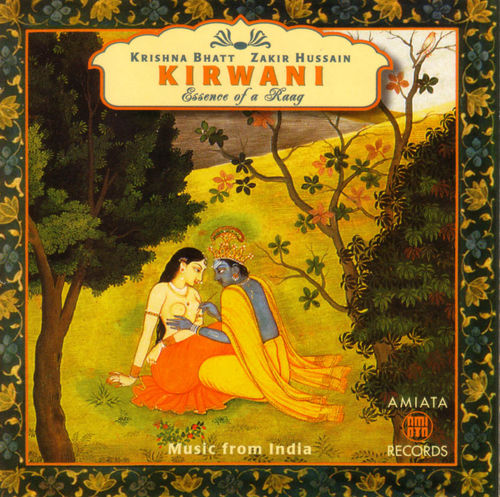 KRISHNA BHATT ZAKIR HUSSAIN
KIRWANI
Essence of a Raag
Music from India
AMIATA
RECORDS